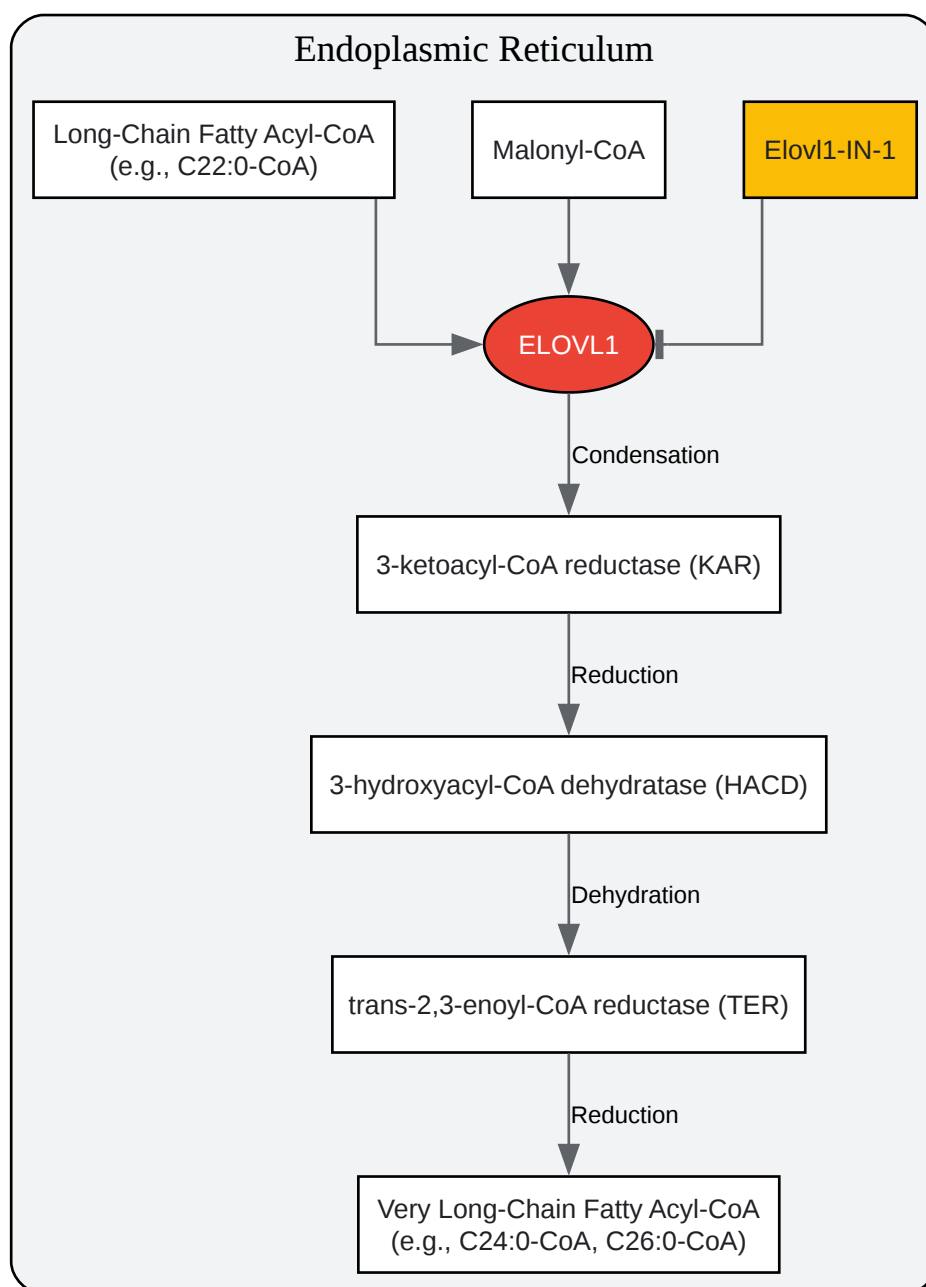 Endoplasmic Reticulum
Long-Chain Fatty Acyl-CoA
(e.g., C22:0-CoA)
Malonyl-CoA
Elovl1-IN-1
ELOVL1
Condensation
3-ketoacyl-CoA reductase (KAR)
Reduction
3-hydroxyacyl-CoA dehydratase (HACD)
Dehydration
trans-2,3-enoyl-CoA reductase (TER)
Reduction
Very Long-Chain Fatty Acyl-CoA
(e.g., C24:0-CoA, C26:0-CoA)